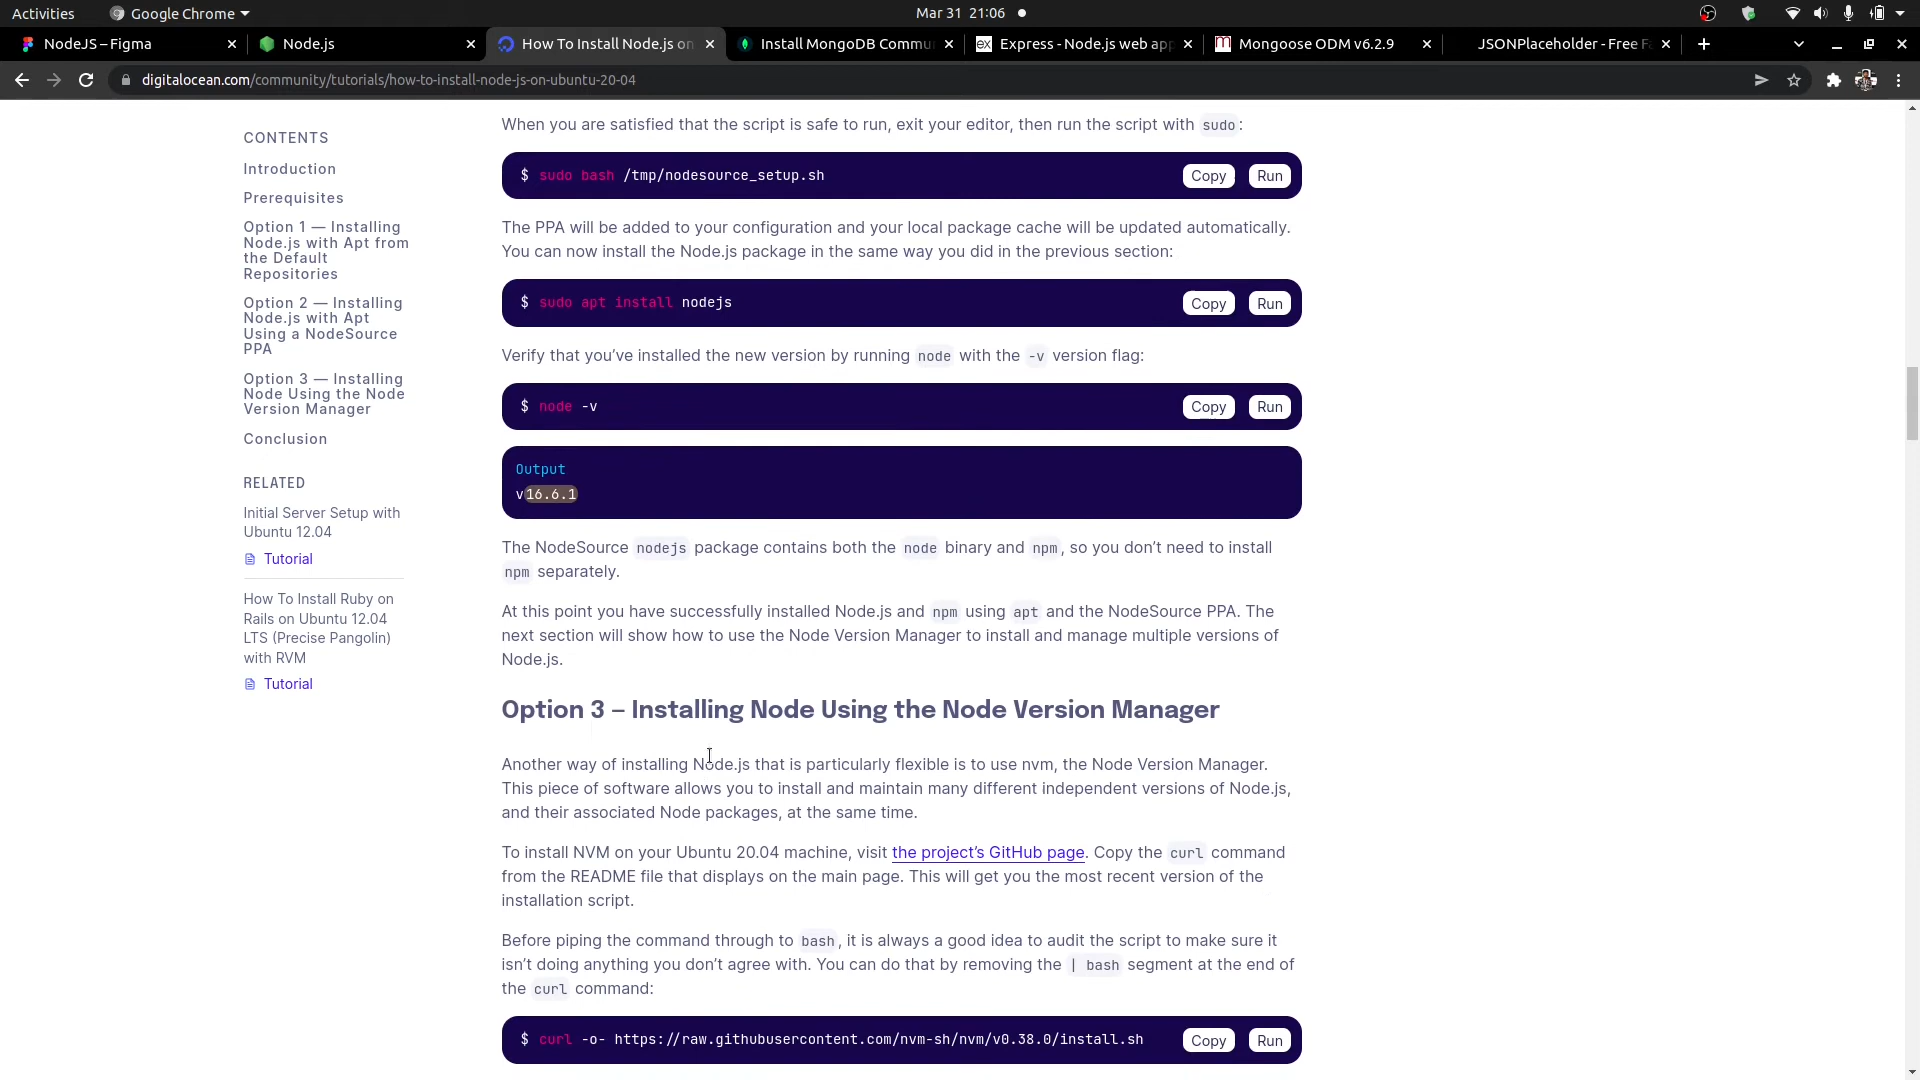 Activities
Google Chrome
Mar 31 21:06
NodeJS – Figma
Node.js
How To Install Node.js on
Install MongoDB Commu
Express - Node.js web app
Mongoose ODM v6.2.9
JSONPlaceholder - Free F
digitalocean.com/community/tutorials/how-to-install-node-js-on-ubuntu-20-04
CONTENTS
Introduction
Prerequisites
Option 1 — Installing
Node.js with Apt from
the Default
Repositories
Option 2 — Installing
Node.js with Apt
Using a NodeSource
PPA
Option 3 — Installing
Node Using the Node
Version Manager
Conclusion
RELATED
Initial Server Setup with
Ubuntu 12.04
Tutorial
How To Install Ruby on
Rails on Ubuntu 12.04
LTS (Precise Pangolin)
with RVM
Tutorial
When you are satisfied that the script is safe to run, exit your editor, then run the script with sudo:
$ sudo bash /tmp/nodesource_setup.sh Copy Run
The PPA will be added to your configuration and your local package cache will be updated automatically.
You can now install the Node.js package in the same way you did in the previous section:
$ sudo apt install nodejs Copy Run
Verify that you’ve installed the new version by running node with the -v version flag:
$ node -v Copy Run
Output
v16.6.1
The NodeSource nodejs package contains both the node binary and npm, so you don’t need to install
npm separately.
At this point you have successfully installed Node.js and npm using apt and the NodeSource PPA. The
next section will show how to use the Node Version Manager to install and manage multiple versions of
Node.js.
Option 3 – Installing Node Using the Node Version Manager
Another way of installing Node.js that is particularly flexible is to use nvm, the Node Version Manager.
This piece of software allows you to install and maintain many different independent versions of Node.js,
and their associated Node packages, at the same time.
To install NVM on your Ubuntu 20.04 machine, visit the project’s GitHub page. Copy the curl command
from the README file that displays on the main page. This will get you the most recent version of the
installation script.
Before piping the command through to bash, it is always a good idea to audit the script to make sure it
isn’t doing anything you don’t agree with. You can do that by removing the | bash segment at the end of
the curl command:
$ curl -o- https://raw.githubusercontent.com/nvm-sh/nvm/v0.38.0/install.sh Copy Run